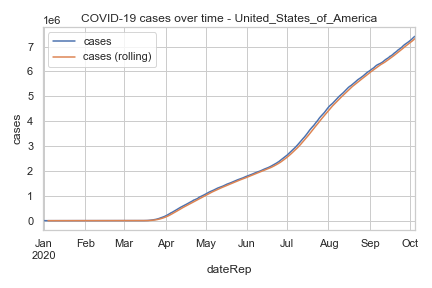 COVID-19 cases over time - United_States_of_America
1e6
cases
cases (rolling)
7
6
5
4
3
2
1
0
cases
Jan Feb Mar Apr May Jun Jul Aug Sep Oct
2020
dateRep